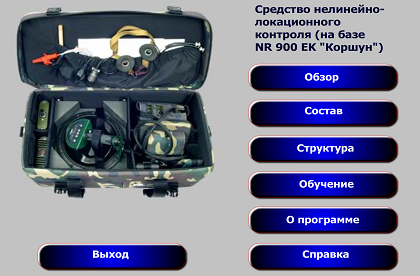 Средство нелинейно-
локационного
контроля (на базе
NR 900 ЕК "Коршун")
Обзор
Состав
Структура
Обучение
О программе
Выход
Справка